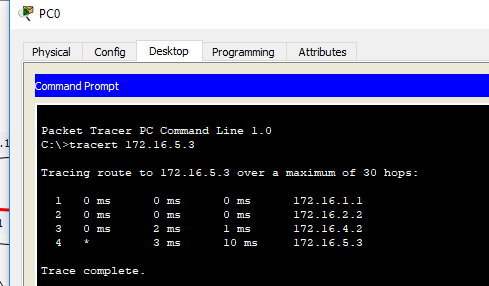 PC0
Physical Config Desktop Programming Attributes
Command Prompt
.1
Packet Tracer PC Command Line 1.0
C:\>tracert 172.16.5.3
Tracing route to 172.16.5.3 over a maximum of 30 hops:
1 0 ms 0 ms 0 ms 172.16.1.1
2 0 ms 0 ms 0 ms 172.16.2.2
3 0 ms 2 ms 1 ms 172.16.4.2
4 * 3 ms 10 ms 172.16.5.3
Trace complete.